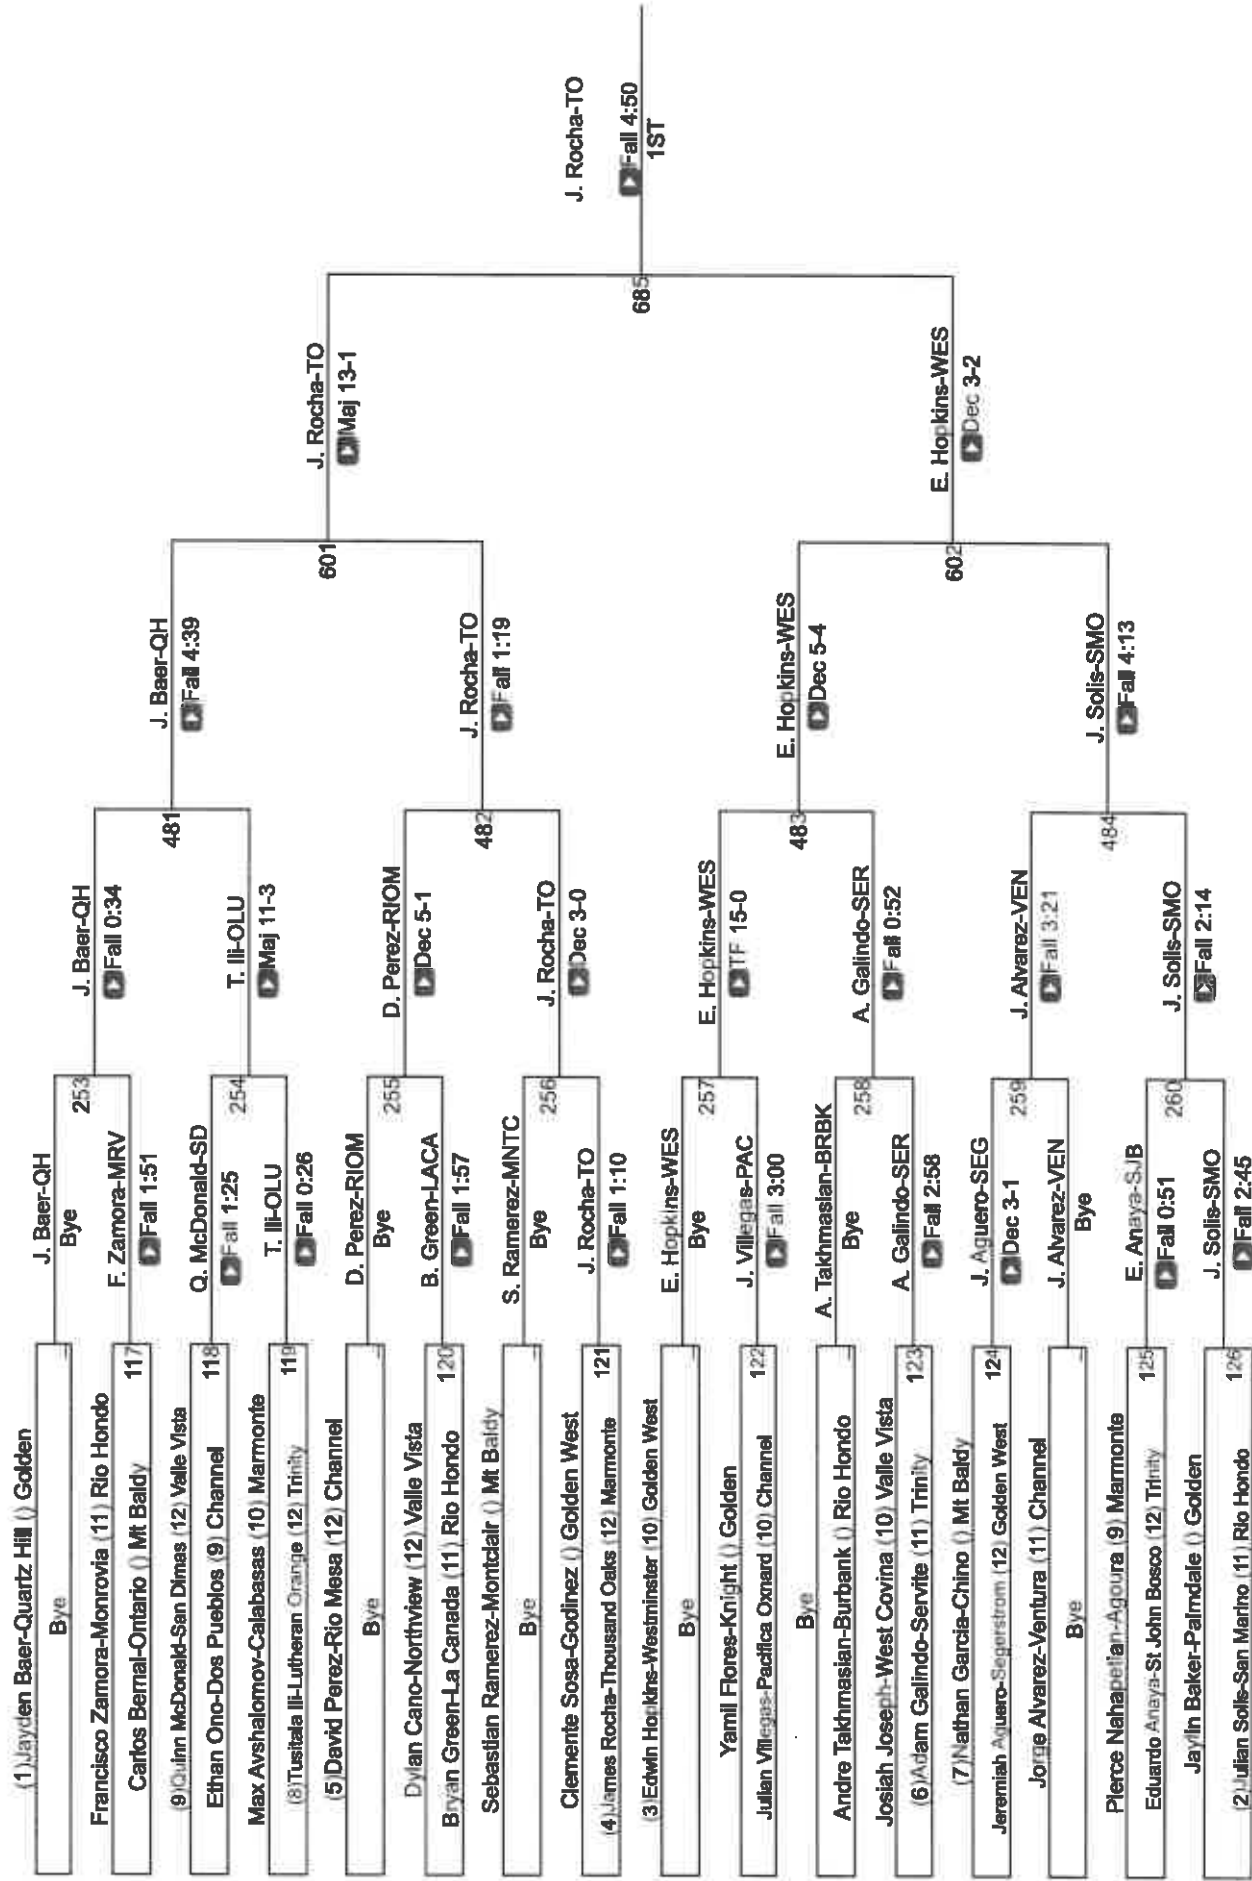 (1)Jayden Baer-Quartz Hill () Golden
Bye
Francisco Zamora-Monrovia (11) Rio Hondo
117
Carlos Bernal-Ontario () Mt Baldy
(9)Quinn McDonald-San Dimas (12) Valle Vista
118
Ethan Ono-Dos Pueblos (9) Channel
Max Avshalomov-Calabasas (10) Marmonte
119
(8)Tusitala Ili-Lutheran Orange (12) Trinity
(5)David Perez-Rio Mesa (12) Channel
Bye
Dylan Cano-Northview (12) Valle Vista
120
Bryan Green-La Canada (11) Rio Hondo
Sebastian Ramerez-Montclair () Mt Baldy
Bye
Clemente Sosa-Godinez () Golden West
121
(4)James Rocha-Thousand Oaks (12) Marmonte
(3)Edwin Hopkins-Westminster (10) Golden West
Bye
Yamil Flores-Knight () Golden
122
Julian Villegas-Pacifica Oxnard (10) Channel
Bye
Andre Takhmasian-Burbank () Rio Hondo
Josiah Joseph-West Covina (10) Valle Vista
123
(6)Adam Galindo-Servite (11) Trinity
(7)Nathan Garcia-Chino () Mt Baldy
124
Jeremiah Aguero-Segerstrom (12) Golden West
Jorge Alvarez-Ventura (11) Channel
Bye
Pierce Nahapetian-Agoura (9) Marmonte
125
Eduardo Anaya-St John Bosco (12) Trinity
Jaylin Baker-Palmdale () Golden
126
(2)Julian Solis-San Marino (11) Rio Hondo
J. Baer-QH
Bye
253
F. Zamora-MRV
Fall 1:51
Q. McDonald-SD
Fall 1:25
254
T. Ili-OLU
Fall 0:26
D. Perez-RIOM
Bye
255
B. Green-LACA
Fall 1:57
S. Ramerez-MNTC
Bye
256
J. Rocha-TO
Fall 1:10
E. Hopkins-WES
Bye
257
J. Villegas-PAC
Fall 3:00
A. Takhmasian-BRBK
Bye
258
A. Galindo-SER
Fall 2:58
J. Aguero-SEG
Dec 3-1
259
J. Alvarez-VEN
Bye
E. Anaya-SJB
Fall 0:51
260
J. Solis-SMO
Fall 2:45
J. Baer-QH
Fall 0:34
481
T. Ili-OLU
Maj 11-3
D. Perez-RIOM
Dec 5-1
482
J. Rocha-TO
Dec 3-0
E. Hopkins-WES
TF 15-0
483
A. Galindo-SER
Fall 0:52
J. Alvarez-VEN
Fall 3:21
484
J. Solis-SMO
Fall 2:14
J. Baer-QH
Fall 4:39
601
J. Rocha-TO
Fall 1:19
E. Hopkins-WES
Dec 5-4
602
J. Solis-SMO
Fall 4:13
J. Rocha-TO
Maj 13-1
685
E. Hopkins-WES
Dec 3-2
J. Rocha-TO
Fall 4:50
1ST